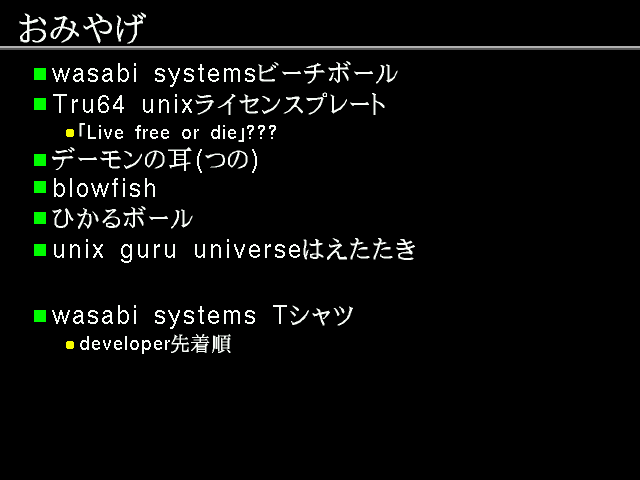 おみやげ
wasabi systemsビーチボール
Tru64 unixライセンスプレート
「Live free or die」???
デーモンの耳(つの)
blowfish
ひかるボール
unix guru universeはえたたき
wasabi systems Tシャツ
developer先着順